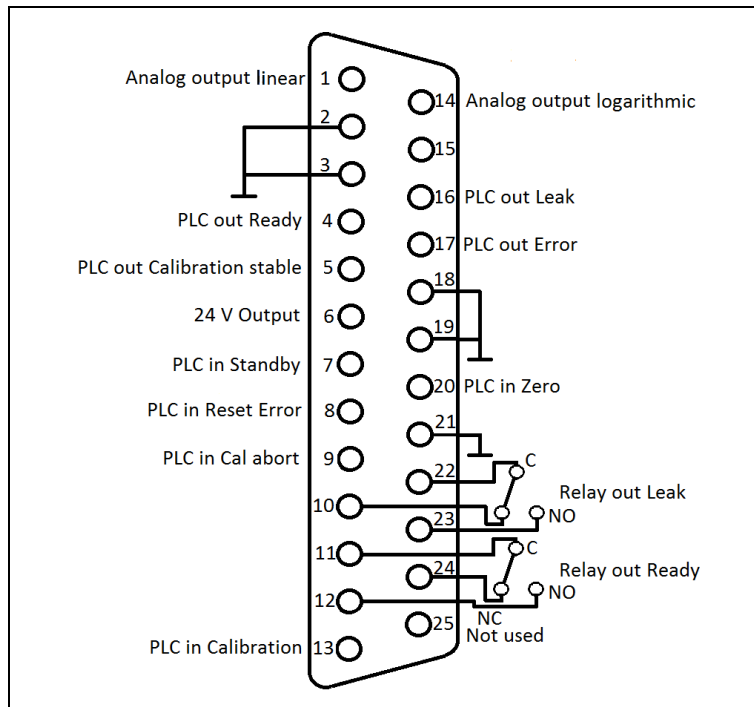 Analog output linear 1
14 Analog output logarithmic
2
15
3
16 PLC out Leak
PLC out Ready 4
17 PLC out Error
PLC out Calibration stable 5
18
24 V Output 6
19
PLC in Standby 7
20 PLC in Zero
PLC in Reset Error 8
21
PLC in Cal abort 9
22 C
10
Relay out Leak
23 NO
11
C
24 Relay out Ready
12
NO
NC
25 Not used
PLC in Calibration 13